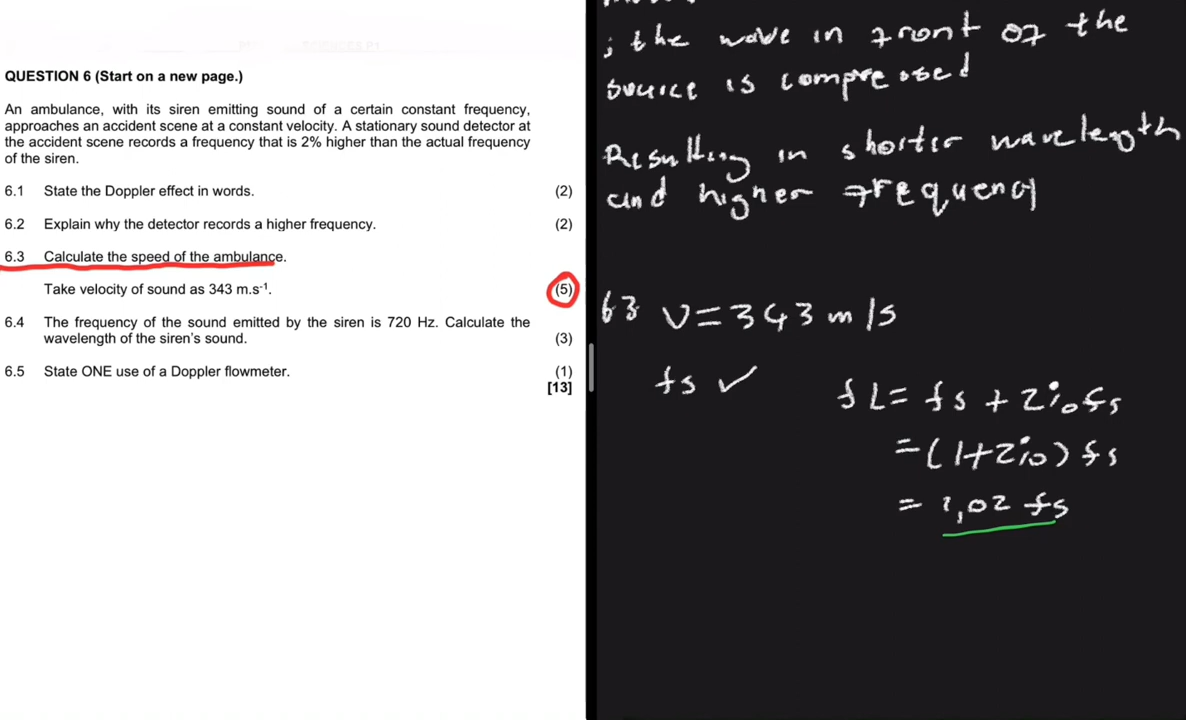 QUESTION 6 (Start on a new page.)
An ambulance, with its siren emitting sound of a certain constant frequency,
approaches an accident scene at a constant velocity. A stationary sound detector at
the accident scene records a frequency that is 2% higher than the actual frequency
of the siren.
6.1 State the Doppler effect in words. (2)
6.2 Explain why the detector records a higher frequency. (2)
6.3 Calculate the speed of the ambulance.
Take velocity of sound as 343 m.s⁻¹. (5)
6.4 The frequency of the sound emitted by the siren is 720 Hz. Calculate the
wavelength of the siren's sound. (3)
6.5 State ONE use of a Doppler flowmeter. (1)
[13]
; the wave in front of the
source is compressed
Resulting in shorter wavelength
and higher frequency
63 v = 343 m/s
fs ✓
fL = fs + 2% fs
= (1+2%) fs
= 1,02 fs